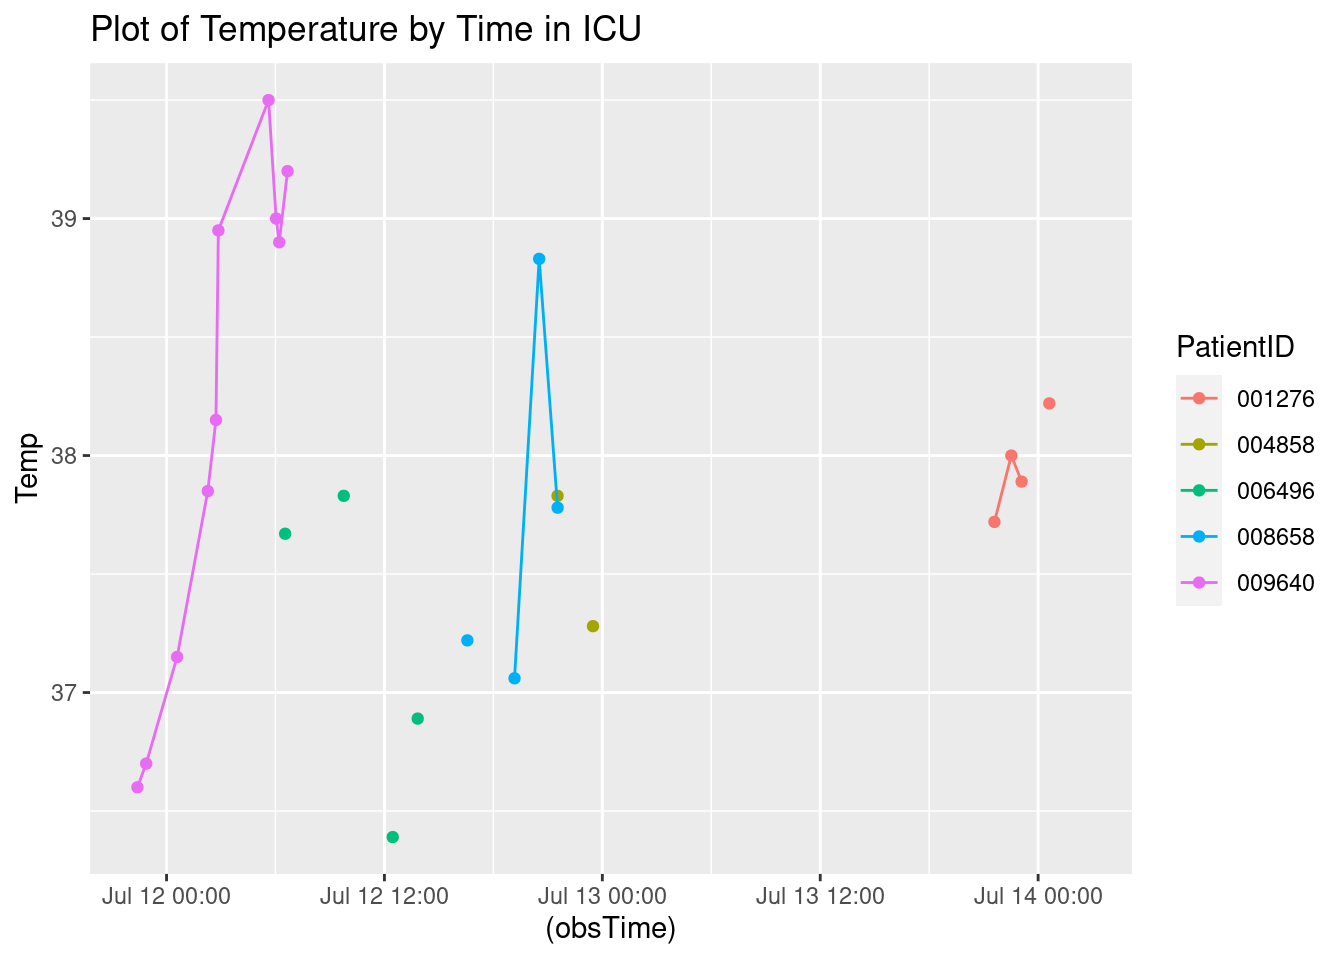 Plot of Temperature by Time in ICU
Temp
39
38
37
Jul 12 00:00
Jul 12 12:00
Jul 13 00:00
Jul 13 12:00
Jul 14 00:00
(obsTime)
PatientID
001276
004858
006496
008658
009640